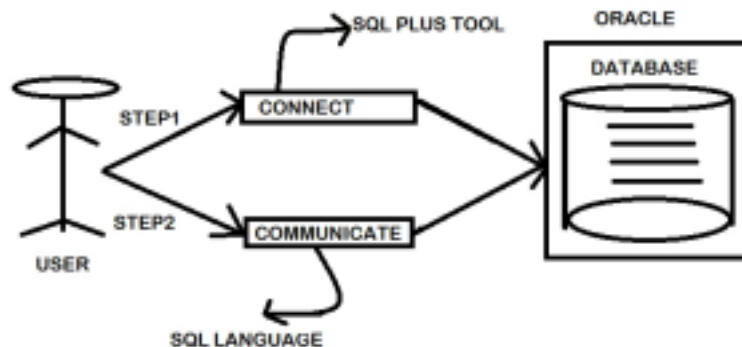 SQL PLUS TOOL
ORACLE
DATABASE
STEP1
CONNECT
STEP2
COMMUNICATE
USER
SQL LANGUAGE